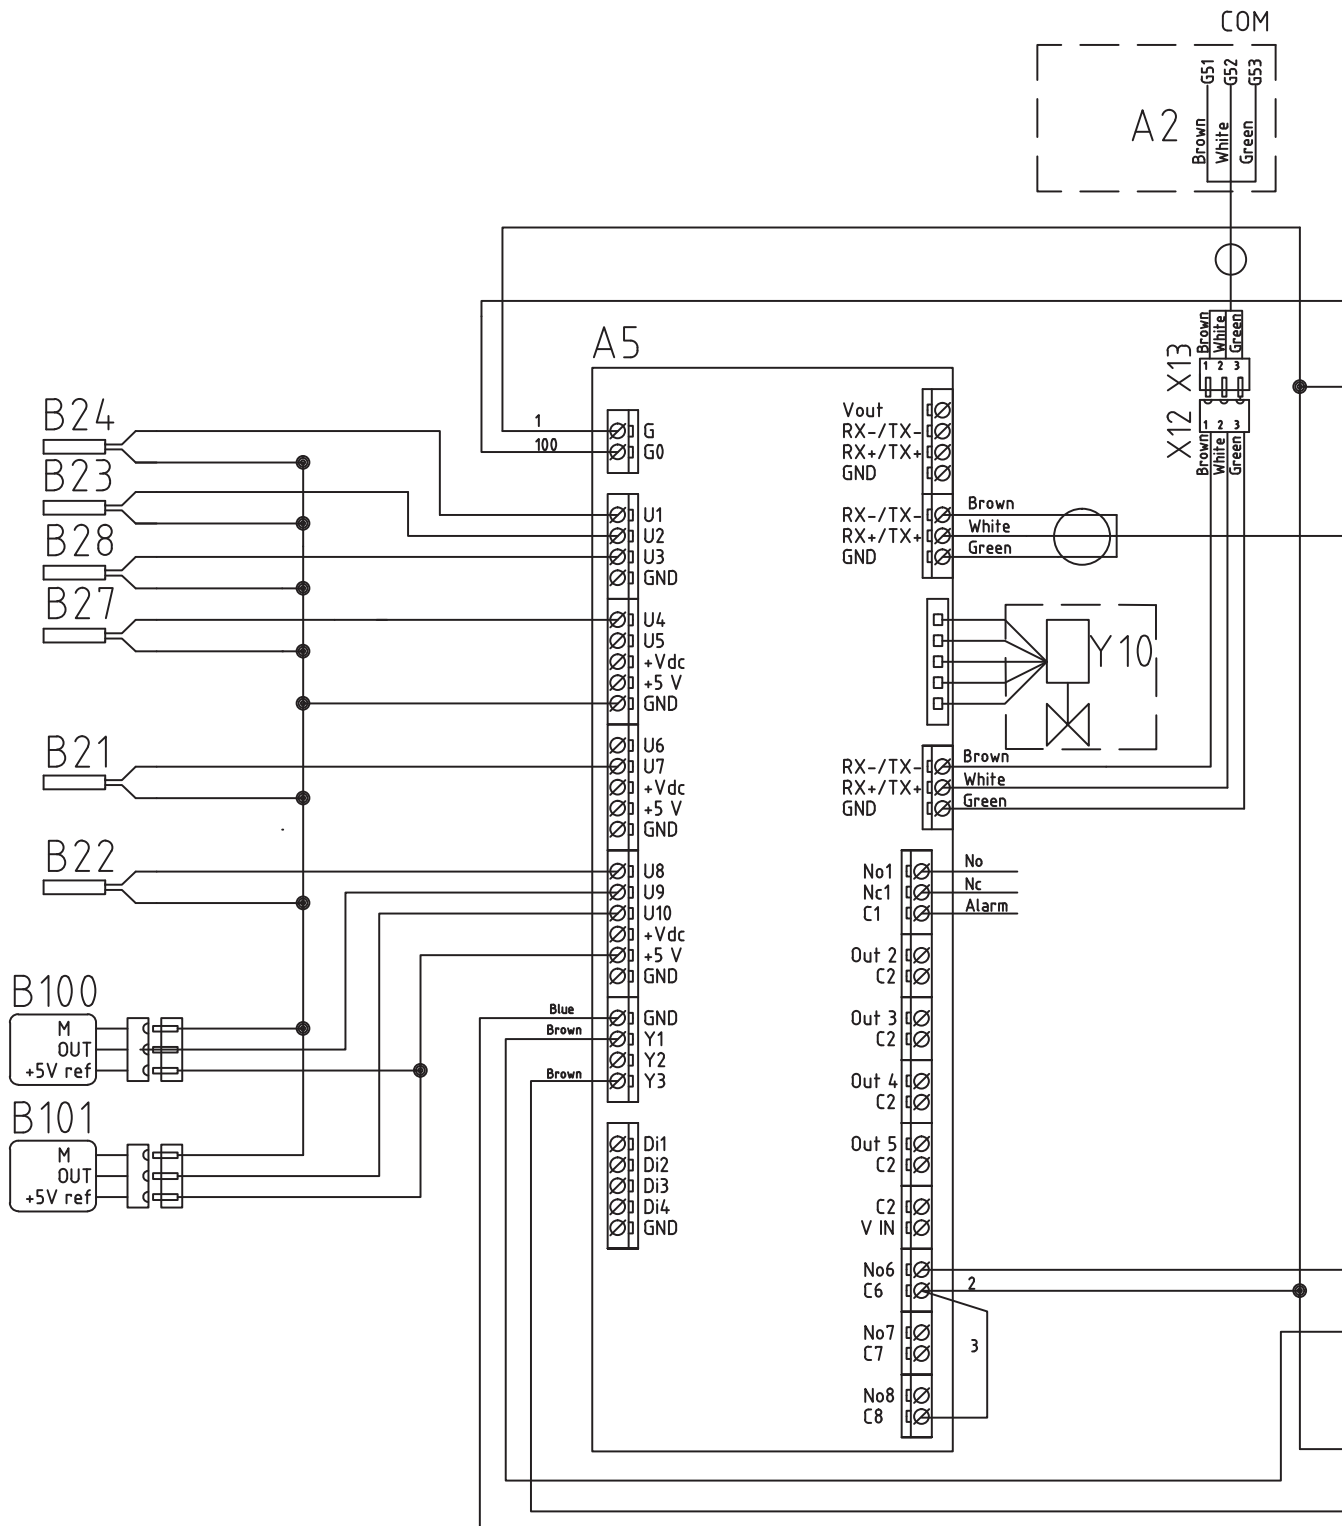 COM
G51 G52 G53
A2
Brown White Green
A5
Brown White Green
X13
1 2 3
X12
1 2 3
Brown White Green
B24
B23
B28
B27
B21
B22
B100
M
OUT
+5V ref
B101
M
OUT
+5V ref
1
100
Blue
Brown
Brown
G
G0
U1
U2
U3
GND
U4
U5
+Vdc
+5 V
GND
U6
U7
+Vdc
+5 V
GND
U8
U9
U10
+Vdc
+5 V
GND
GND
Y1
Y2
Y3
Di1
Di2
Di3
Di4
GND
Vout
RX-/TX-
RX+/TX+
GND
RX-/TX- Brown
RX+/TX+ White
GND Green
Y10
RX-/TX- Brown
RX+/TX+ White
GND Green
No1 No
Nc1 Nc
C1 Alarm
Out 2
C2
Out 3
C2
Out 4
C2
Out 5
C2
C2
V IN
No6
C6 2
No7 3
C7
No8
C8